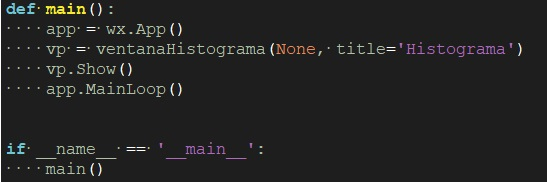 def main():
    app = wx.App()
    vp = ventanaHistograma(None, title='Histograma')
    vp.Show()
    app.MainLoop()
if __name__ == '__main__':
    main()